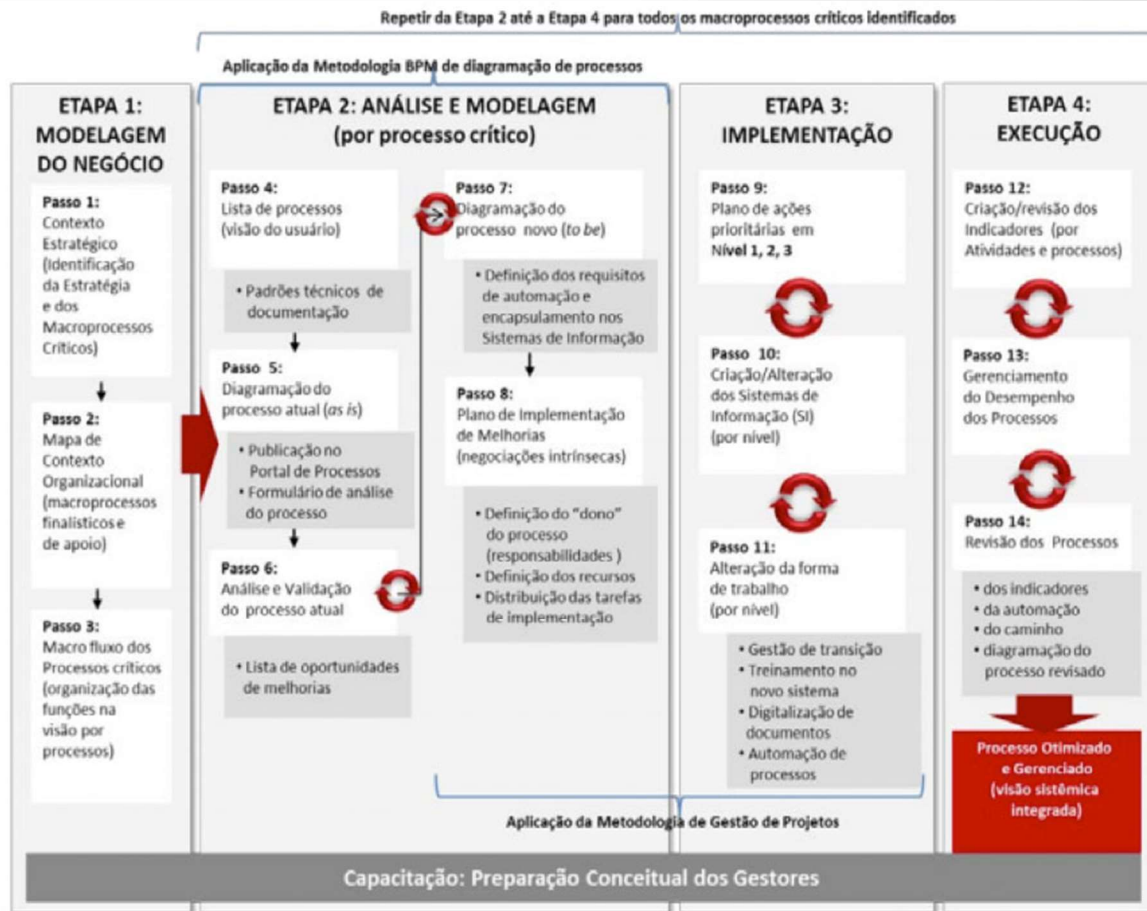 Repetir da Etapa 2 até a Etapa 4 para todos os macroprocessos críticos identificados
Aplicação da Metodologia BPM de diagramação de processos
ETAPA 1:
MODELAGEM
DO NEGÓCIO
Passo 1:
Contexto
Estratégico
(Identificação
da Estratégia
e dos
Macroprocessos
Críticos)
Passo 2:
Mapa de
Contexto
Organizacional
(macroprocessos
finalísticos e
de apoio)
Passo 3:
Macro fluxo dos
Processos críticos
(organização das
funções na
visão por
processos)
ETAPA 2: ANÁLISE E MODELAGEM
(por processo crítico)
Passo 4:
Lista de processos
(visão do usuário)
• Padrões técnicos de
documentação
Passo 5:
Diagramação do
processo atual (as is)
• Publicação no
Portal de Processos
• Formulário de análise
do processo
Passo 6:
Análise e Validação
do processo atual
• Lista de oportunidades
de melhorias
Passo 7:
Diagramação do
processo novo (to be)
• Definição dos requisitos
de automação e
encapsulamento nos
Sistemas de Informação
Passo 8:
Plano de Implementação
de Melhorias
(negociações intrínsecas)
• Definição do “dono”
do processo
(responsabilidades )
• Definição dos recursos
• Distribuição das tarefas
de implementação
ETAPA 3:
IMPLEMENTAÇÃO
Passo 9:
Plano de ações
prioritárias em
Nível 1, 2, 3
Passo 10:
Criação/Alteração
dos Sistemas de
Informação (SI)
(por nível)
Passo 11:
Alteração da forma
de trabalho
(por nível)
• Gestão de transição
• Treinamento no
novo sistema
• Digitalização de
documentos
• Automação de
processos
ETAPA 4:
EXECUÇÃO
Passo 12:
Criação/revisão dos
Indicadores (por
Atividades e processos)
Passo 13:
Gerenciamento
do Desempenho
dos Processos
Passo 14:
Revisão dos Processos
• dos indicadores
• da automação
• do caminho
• diagramação do
processo revisado
Processo Otimizado
e Gerenciado
(visão sistêmica
integrada)
Aplicação da Metodologia de Gestão de Projetos
Capacitação: Preparação Conceitual dos Gestores